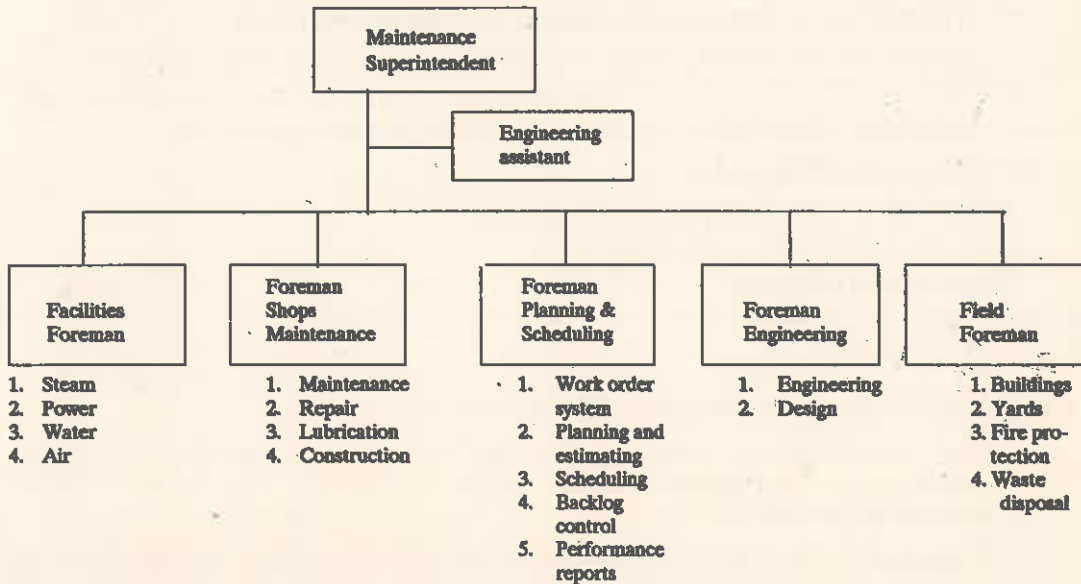 Maintenance
Superintendent
Engineering
assistant
Facilities
Foreman
1. Steam
2. Power
3. Water
4. Air
Foreman
Shops
Maintenance
1. Maintenance
2. Repair
3. Lubrication
4. Construction
Foreman
Planning &
Scheduling
1. Work order
system
2. Planning and
estimating
3. Scheduling
4. Backlog
control
5. Performance
reports
Foreman
Engineering
1. Engineering
2. Design
Field
Foreman
1. Buildings
2. Yards
3. Fire pro-
tection
4. Waste
disposal